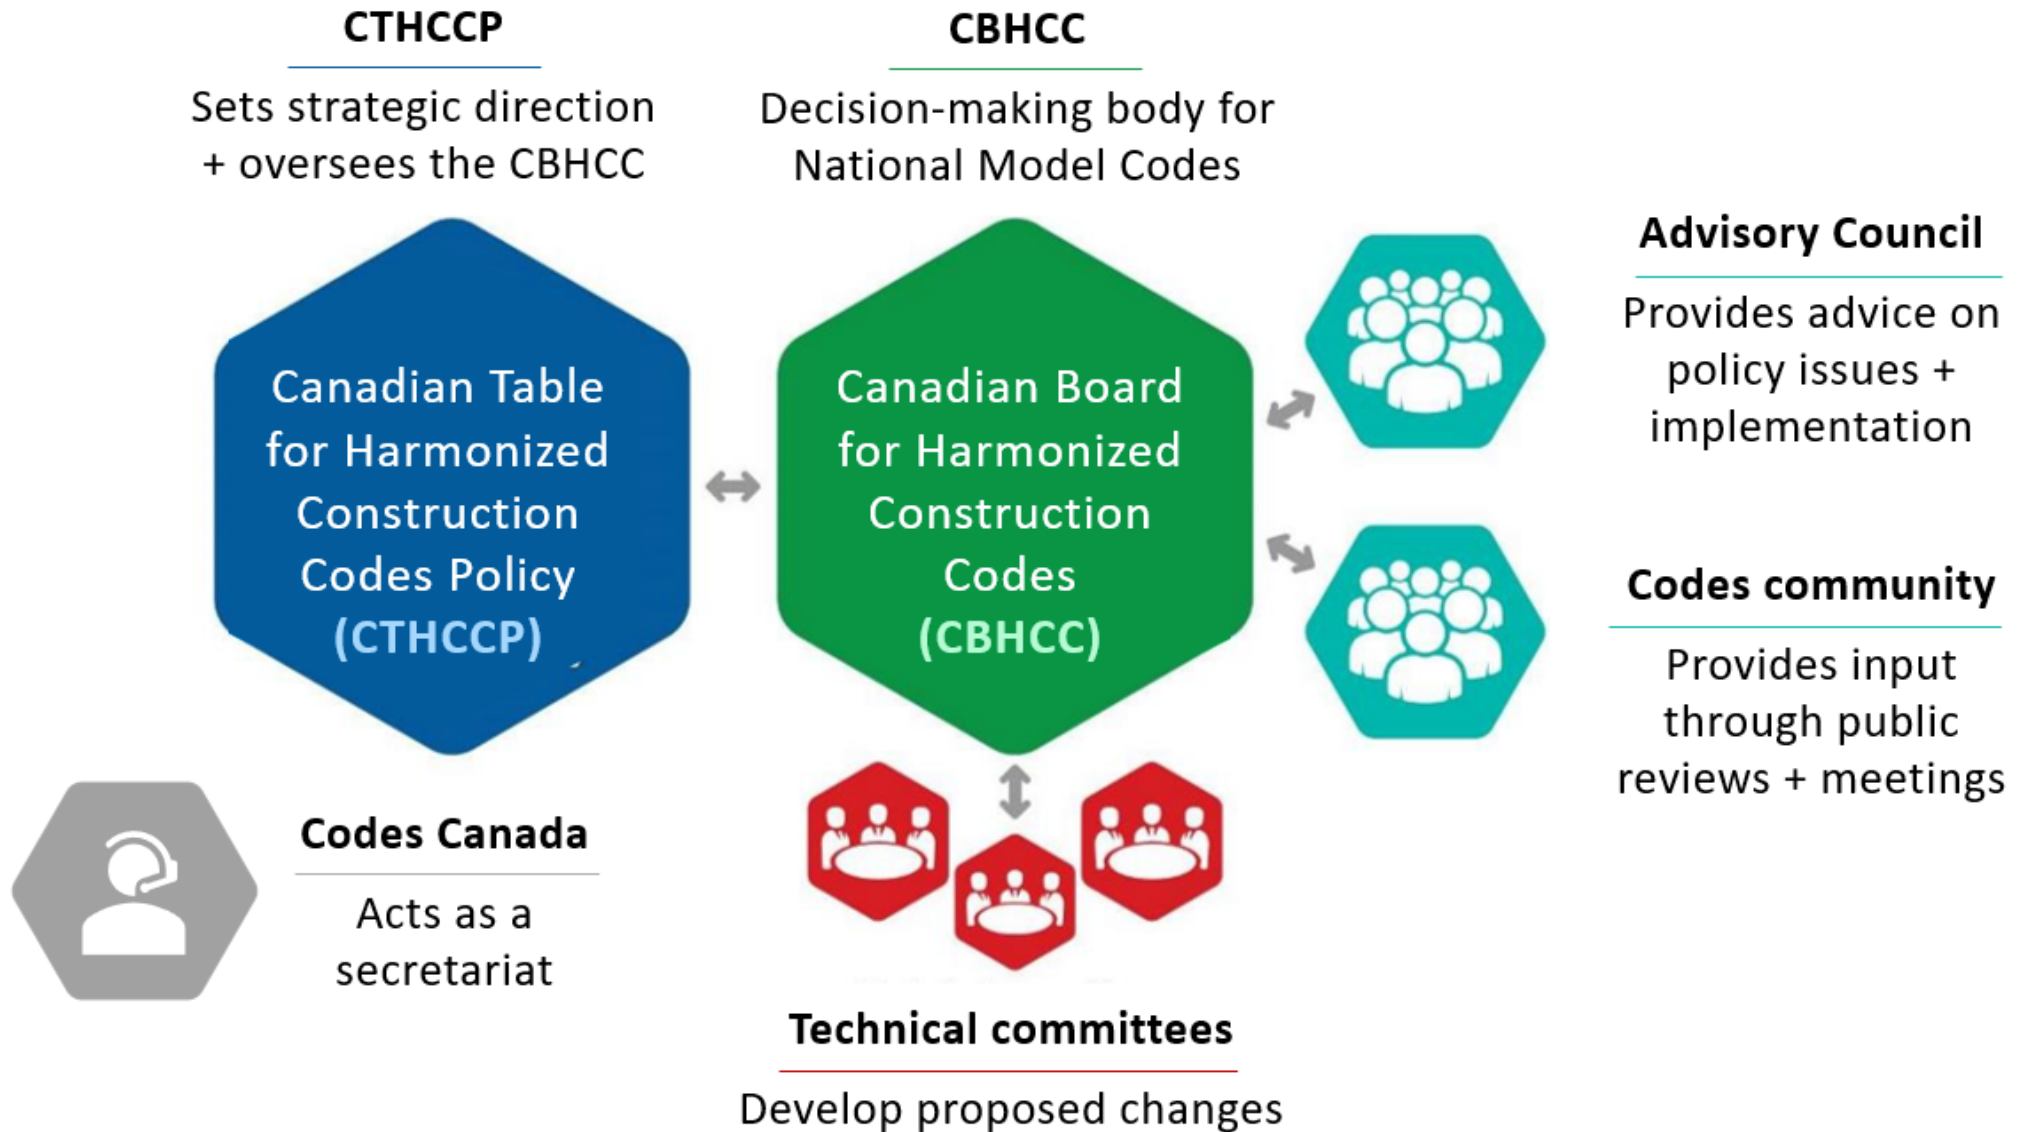 CTHCCP
Sets strategic direction
+ oversees the CBHCC
CBHCC
Decision-making body for
National Model Codes
Canadian Table
for Harmonized
Construction
Codes Policy
(CTHCCP)
Canadian Board
for Harmonized
Construction
Codes
(CBHCC)
Advisory Council
Provides advice on
policy issues +
implementation
Codes community
Provides input
through public
reviews + meetings
Codes Canada
Acts as a
secretariat
Technical committees
Develop proposed changes